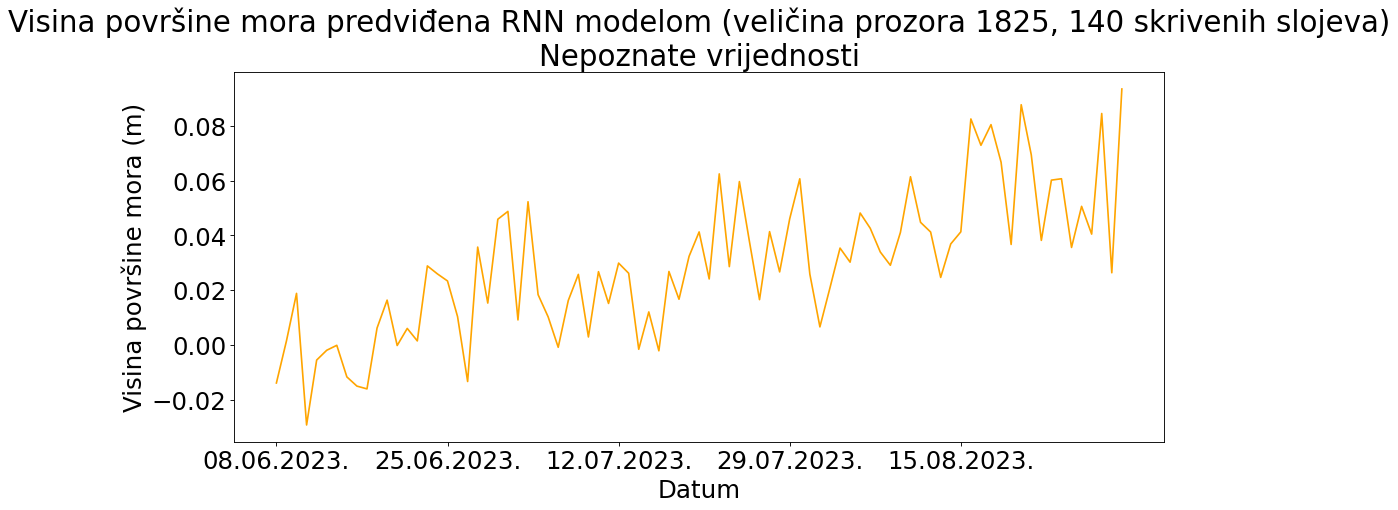 Visina površine mora predviđena RNN modelom (veličina prozora 1825, 140 skrivenih slojeva)
Nepoznate vrijednosti
Visina površine mora (m)
0.08
0.06
0.04
0.02
0.00
−0.02
08.06.2023. 25.06.2023. 12.07.2023. 29.07.2023. 15.08.2023.
Datum